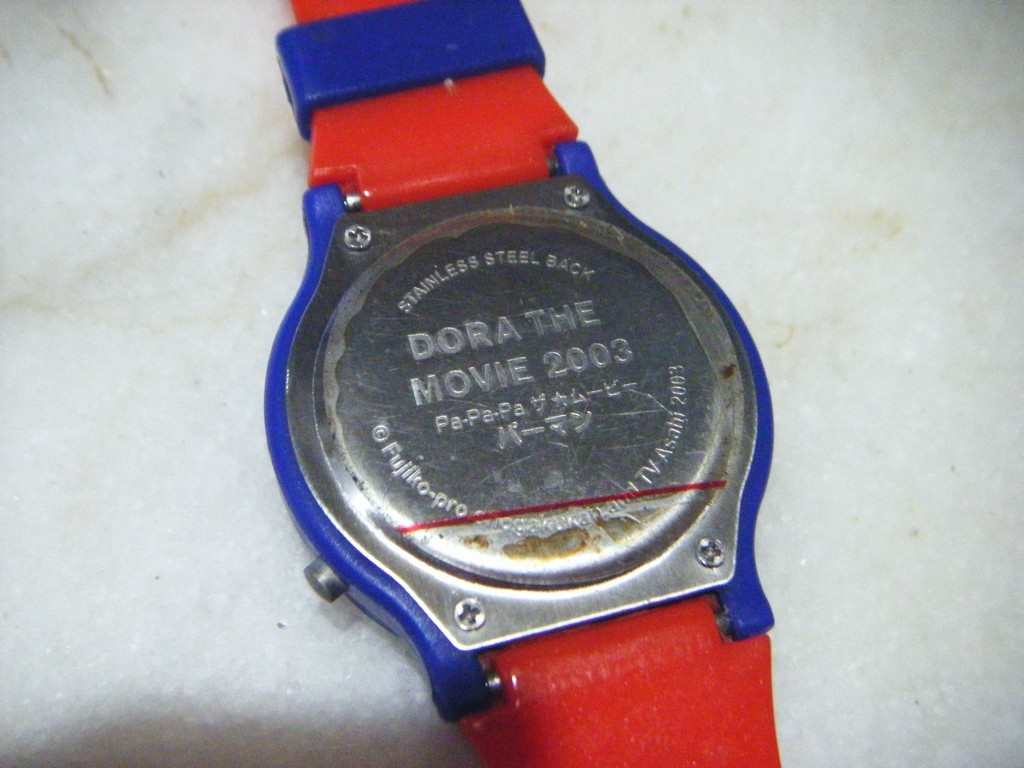 STAINLESS STEEL BACK
DORA THE
MOVIE 2003
Pa-Pa-Pa ザ☆ムービー
パーマン
©Fujiko-pro and TV Asahi 2003